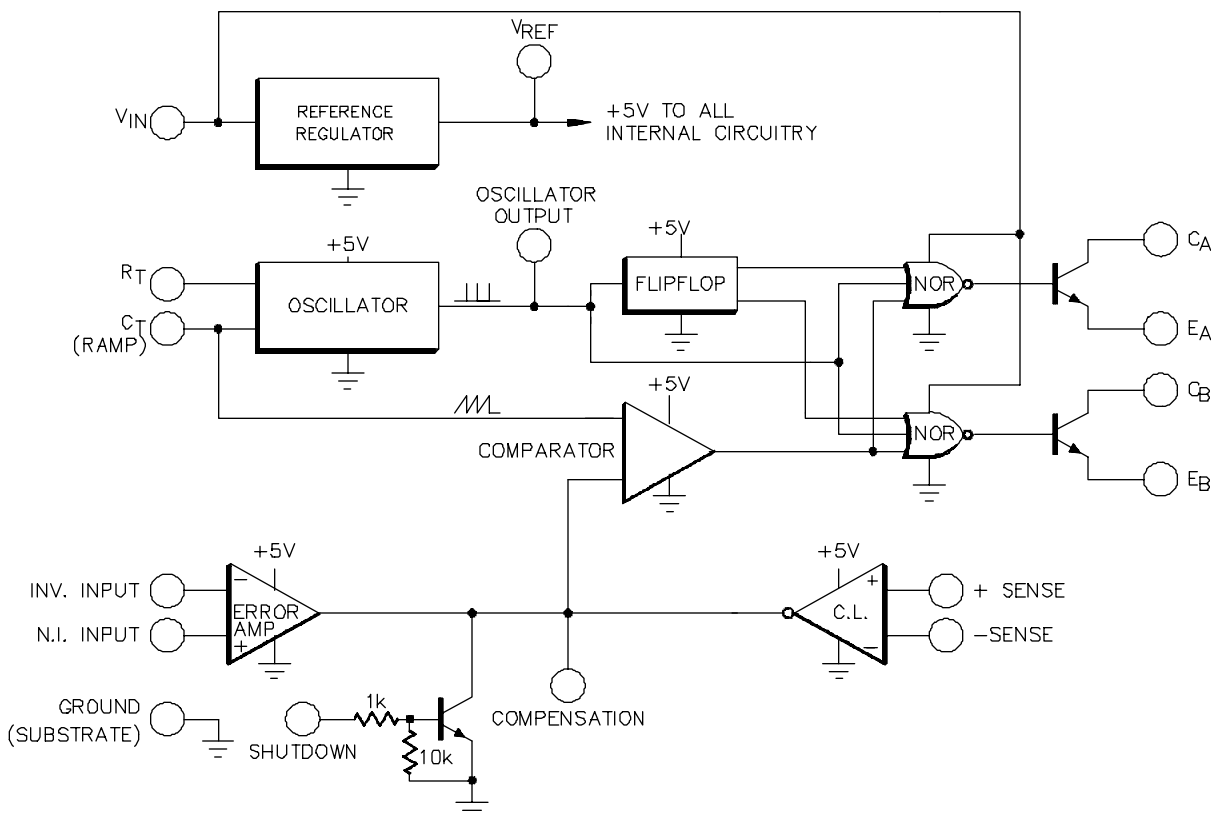 VREF
VIN
REFERENCE
REGULATOR
+5V TO ALL
INTERNAL CIRCUITRY
OSCILLATOR
OUTPUT
+5V
+5V
RT
OSCILLATOR
FLIPFLOP
NOR
CA
CT
(RAMP)
EA
+5V
CB
COMPARATOR
NOR
EB
+5V
+5V
INV. INPUT
−
ERROR
AMP
+
N.I. INPUT
+
C.L.
−
+ SENSE
−SENSE
GROUND
(SUBSTRATE)
1k
SHUTDOWN
10k
COMPENSATION